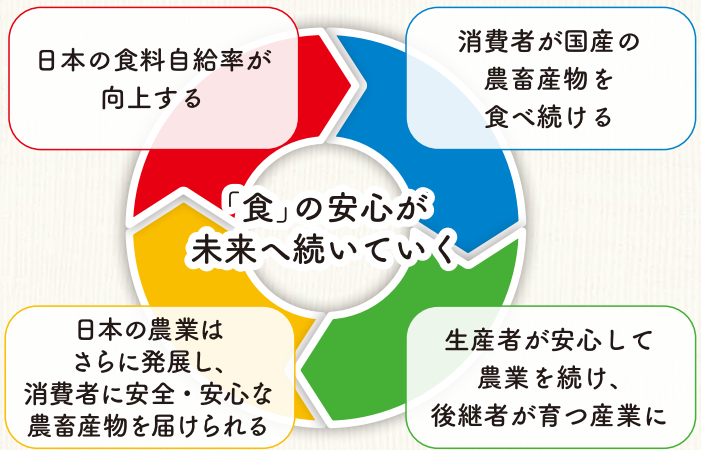 日本の食料自給率が
向上する
消費者が国産の
農畜産物を
食べ続ける
「食」の安心が
未来へ続いていく
日本の農業は
さらに発展し、
消費者に安全・安心な
農畜産物を届けられる
生産者が安心して
農業を続け、
後継者が育つ産業に